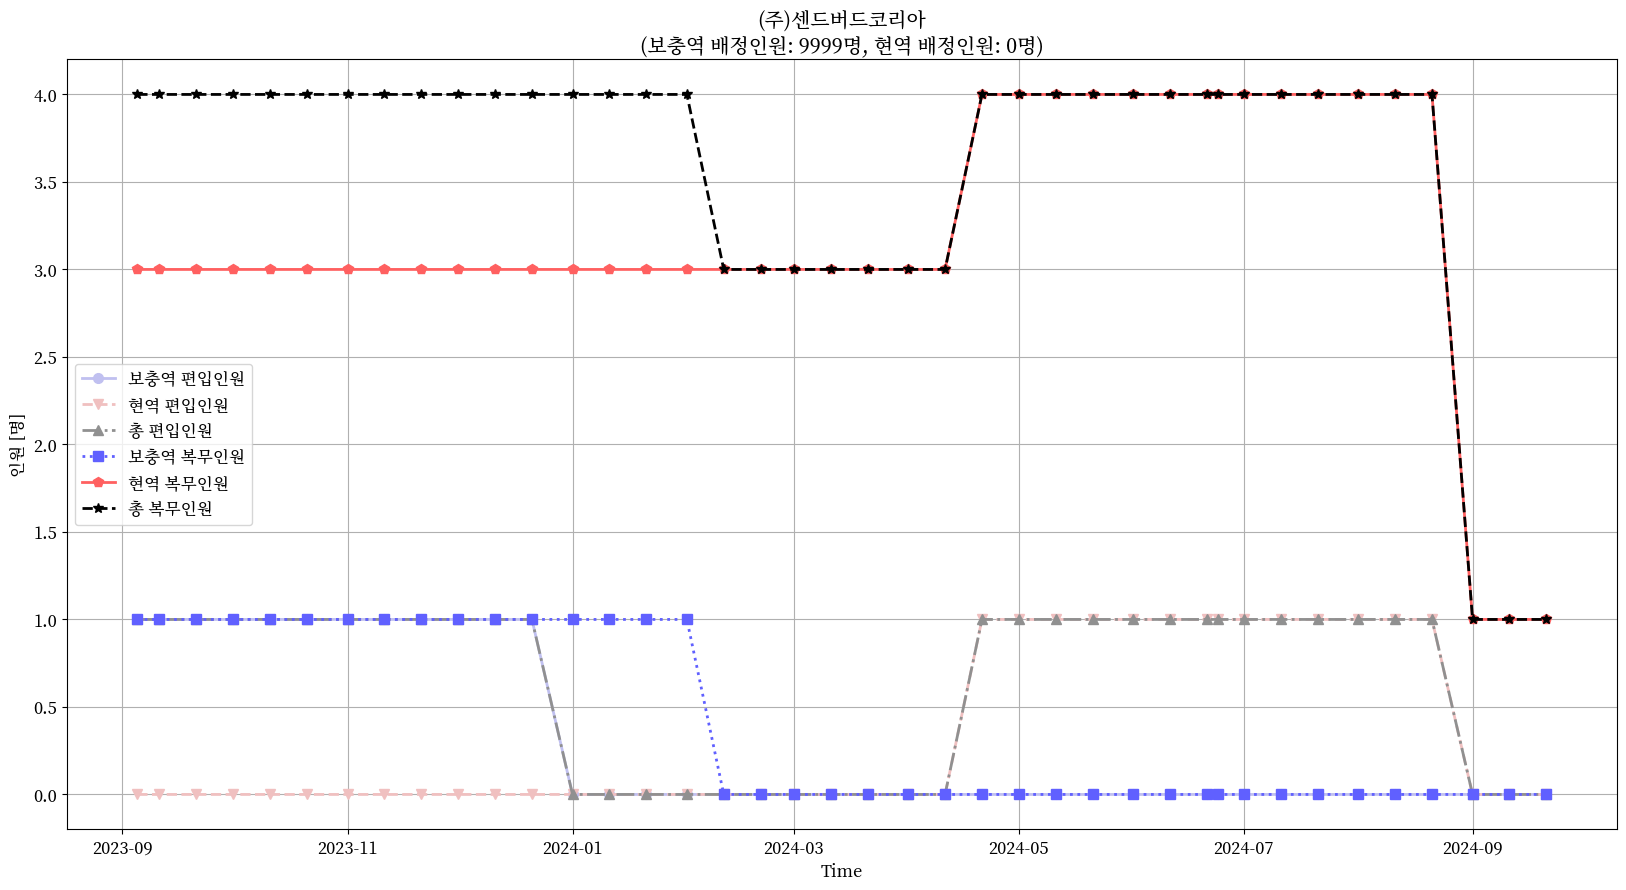 (주)센드버드코리아
(보충역 배정인원: 9999명, 현역 배정인원: 0명)
인원 [명]
4.0
3.5
3.0
2.5
2.0
1.5
1.0
0.5
0.0
보충역 편입인원
현역 편입인원
총 편입인원
보충역 복무인원
현역 복무인원
총 복무인원
2023-09
2023-11
2024-01
2024-03
2024-05
2024-07
2024-09
Time